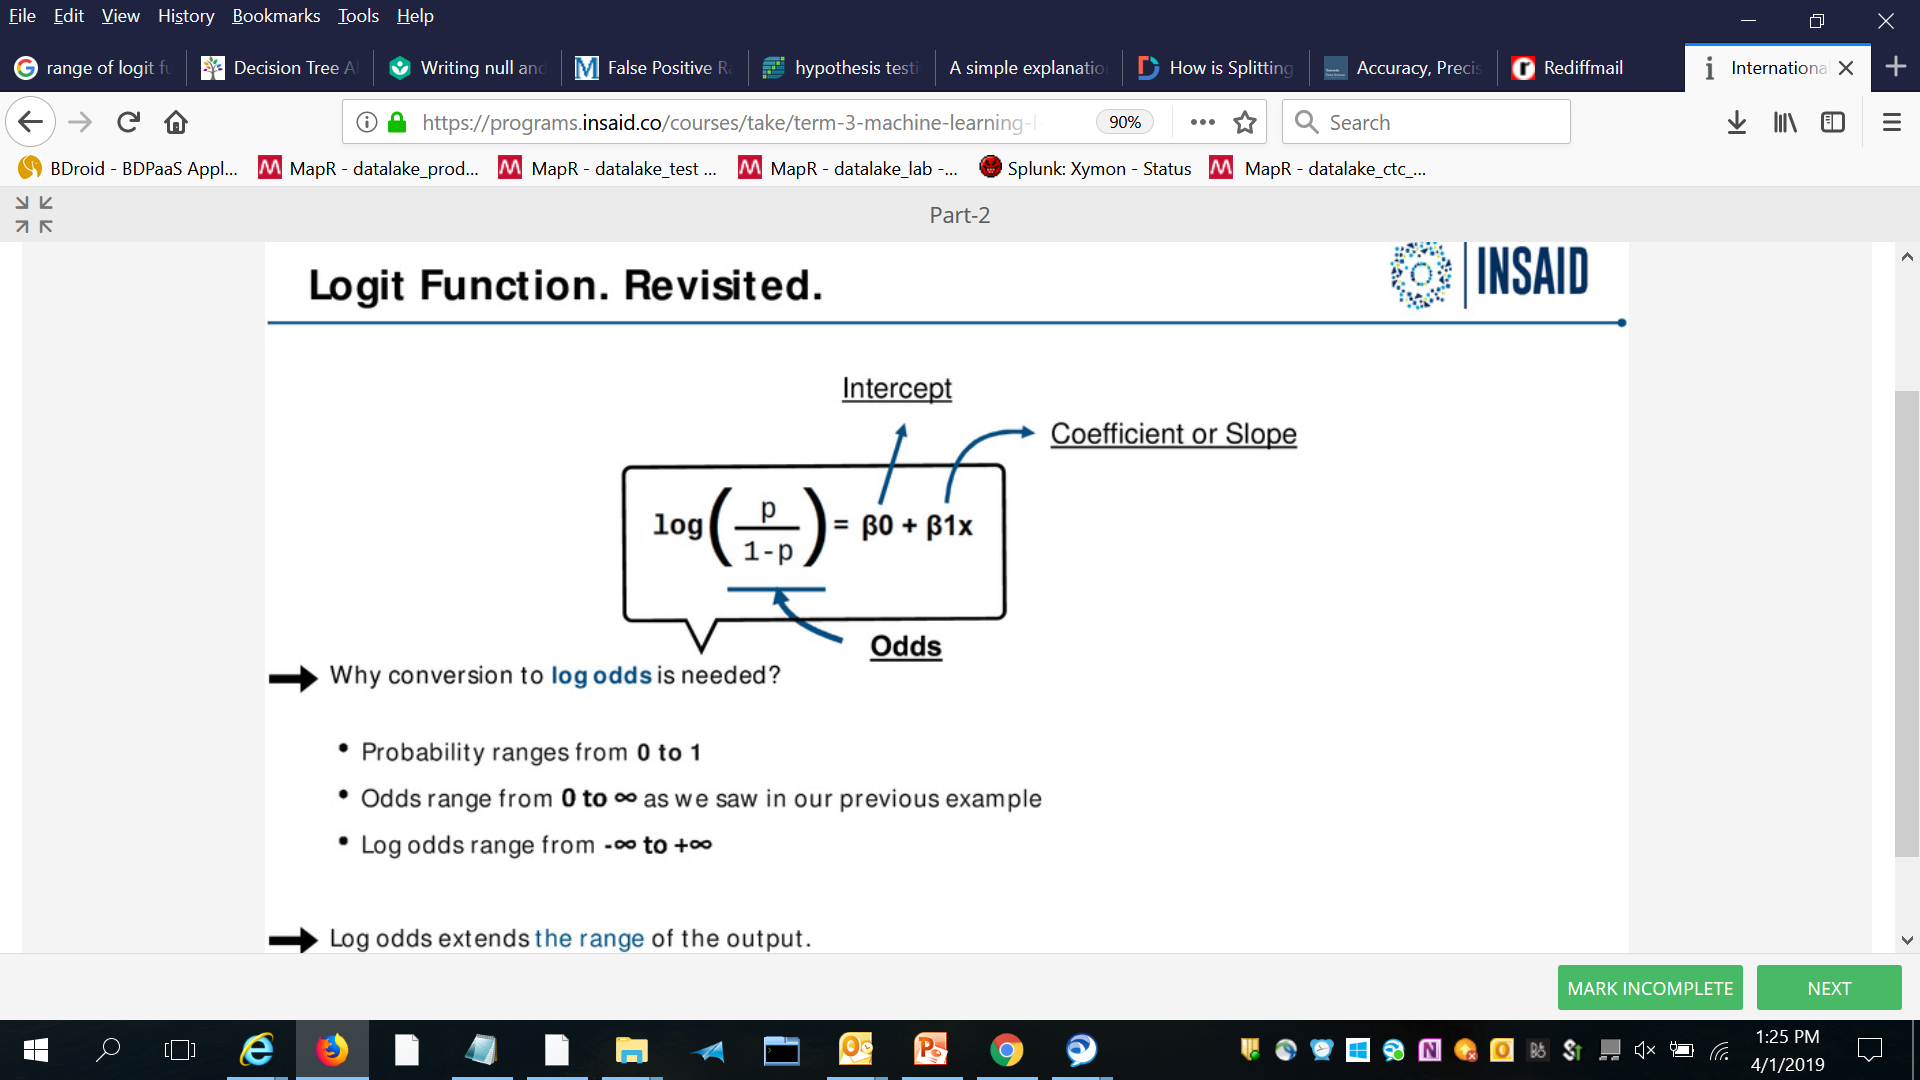 File Edit View History Bookmarks Tools Help
range of logit fu
Decision Tree Al
Writing null and
False Positive Ra
hypothesis testi
A simple explanation
How is Splitting
Accuracy, Precis
Rediffmail
Internationa
https://programs.insaid.co/courses/take/term-3-machine-learning-l
90%
Search
BDroid - BDPaaS Appl...
MapR - datalake_prod...
MapR - datalake_test ...
MapR - datalake_lab -...
Splunk: Xymon - Status
MapR - datalake_ctc_...
Part-2
Logit Function. Revisited.
INSAID
Intercept
Coefficient or Slope
log(p/1-p) = β0 + β1x
Odds
Why conversion to log odds is needed?
• Probability ranges from 0 to 1
• Odds range from 0 to ∞ as we saw in our previous example
• Log odds range from -∞ to +∞
Log odds extends the range of the output.
MARK INCOMPLETE
NEXT
1:25 PM
4/1/2019